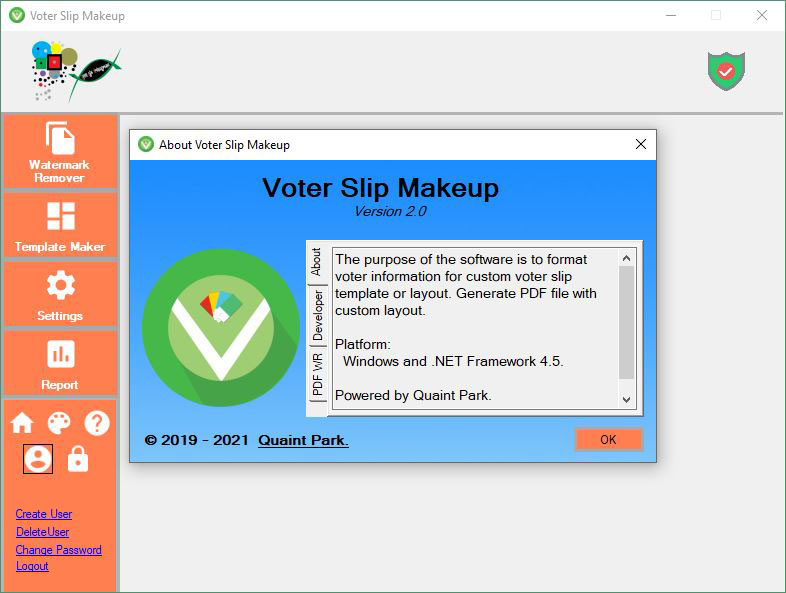 Voter Slip Makeup
Watermark
Remover
Template Maker
Settings
Report
Create User
DeleteUser
Change Password
Logout
About Voter Slip Makeup
Voter Slip Makeup
Version 2.0
About
Developer
PDF WR
The purpose of the software is to format
voter information for custom voter slip
template or layout. Generate PDF file with
custom layout.
Platform:
Windows and .NET Framework 4.5.
Powered by Quaint Park.
© 2019 - 2021 Quaint Park.
OK